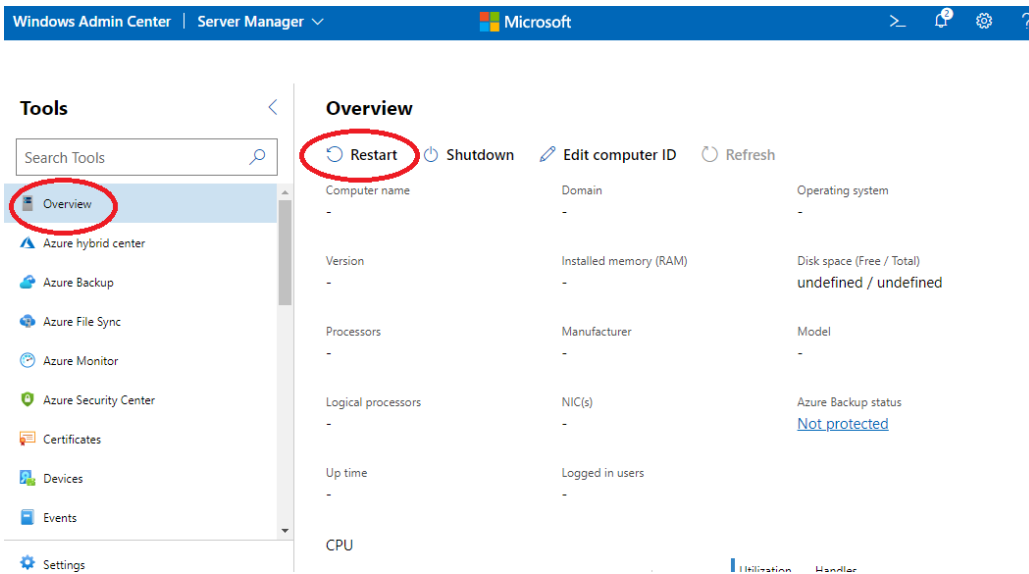 Windows Admin Center | Server Manager
Microsoft
>_
2
?
Tools
Search Tools
Overview
Azure hybrid center
Azure Backup
Azure File Sync
Azure Monitor
Azure Security Center
Certificates
Devices
Events
Settings
Overview
Restart Shutdown Edit computer ID Refresh
Computer name Domain Operating system
- - -
Version Installed memory (RAM) Disk space (Free / Total)
- - undefined / undefined
Processors Manufacturer Model
- - -
Logical processors NIC(s) Azure Backup status
- - Not protected
Up time Logged in users
- -
CPU
Utilization Handles